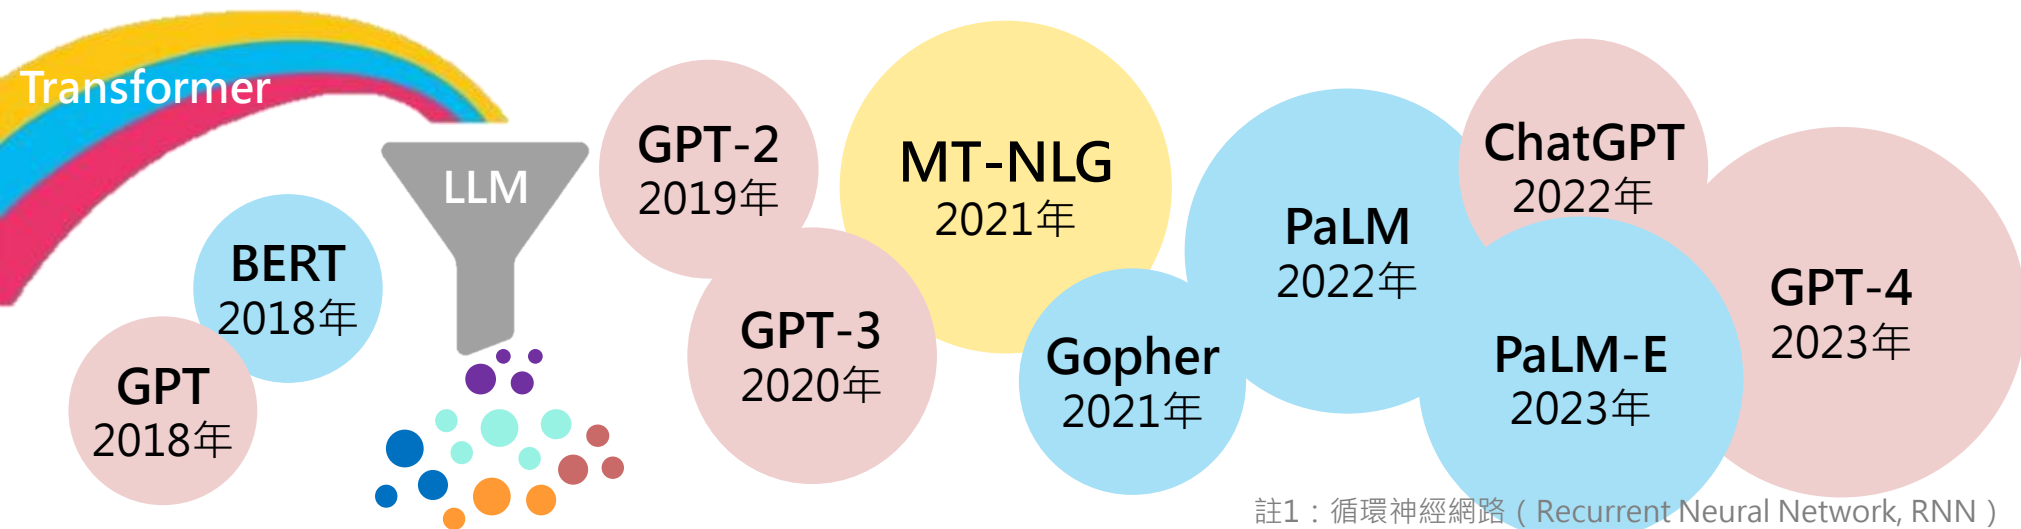 Transformer
LLM
BERT
2018年
GPT
2018年
GPT-2
2019年
GPT-3
2020年
MT-NLG
2021年
Gopher
2021年
PaLM
2022年
ChatGPT
2022年
PaLM-E
2023年
GPT-4
2023年
註1：循環神經網路（Recurrent Neural Network, RNN）